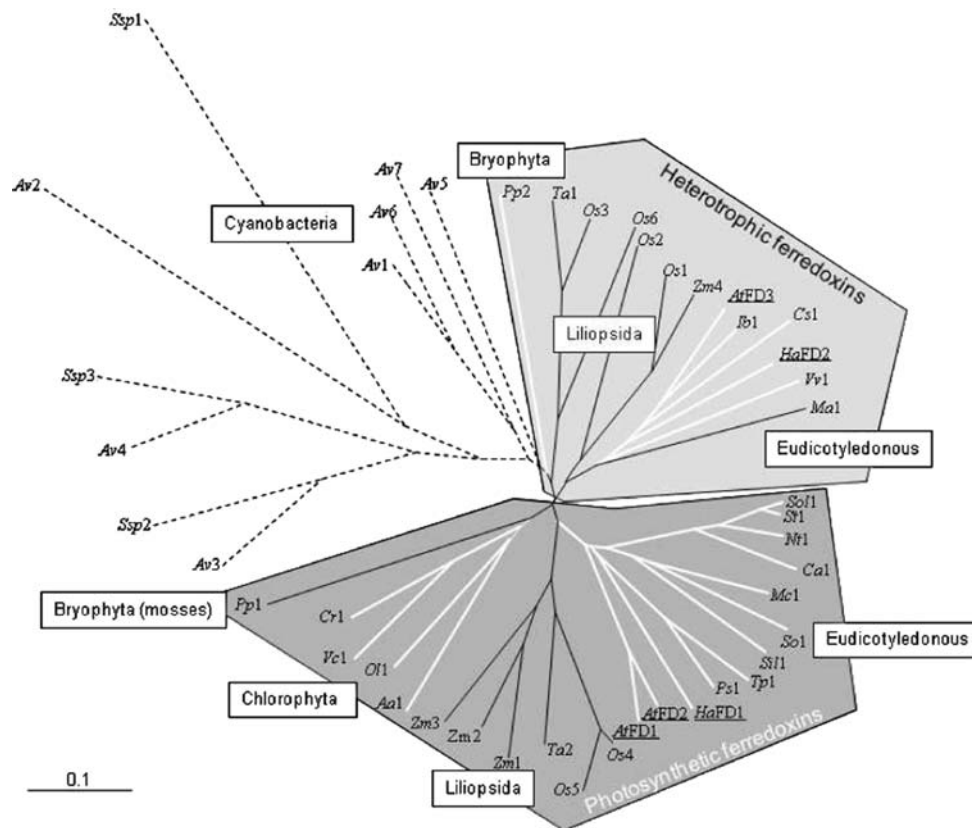 Ssp1
Av2
Av7
Av5
Av6
Cyanobacteria
Av1
Bryophyta
Pp2
Ta1
Os3
Os6
Os2
Os1
Zm4
Heterotrophic ferredoxins
AtFD3
Ib1
Cs1
Liliopsida
HaFD2
Vv1
Ma1
Eudicotyledonous
Ssp3
Av4
Ssp2
Av3
Sol1
St1
Nt1
Ca1
Mc1
So1
Eudicotyledonous
Sil1
Tp1
Ps1
HaFD1
AtFD2
AtFD1
Bryophyta (mosses)
Pp1
Cr1
Vc1
Ol1
Chlorophyta
Aa1
Zm3
Zm2
Zm1
Ta2
Os4
Os5
Liliopsida
Photosynthetic ferredoxins
0.1